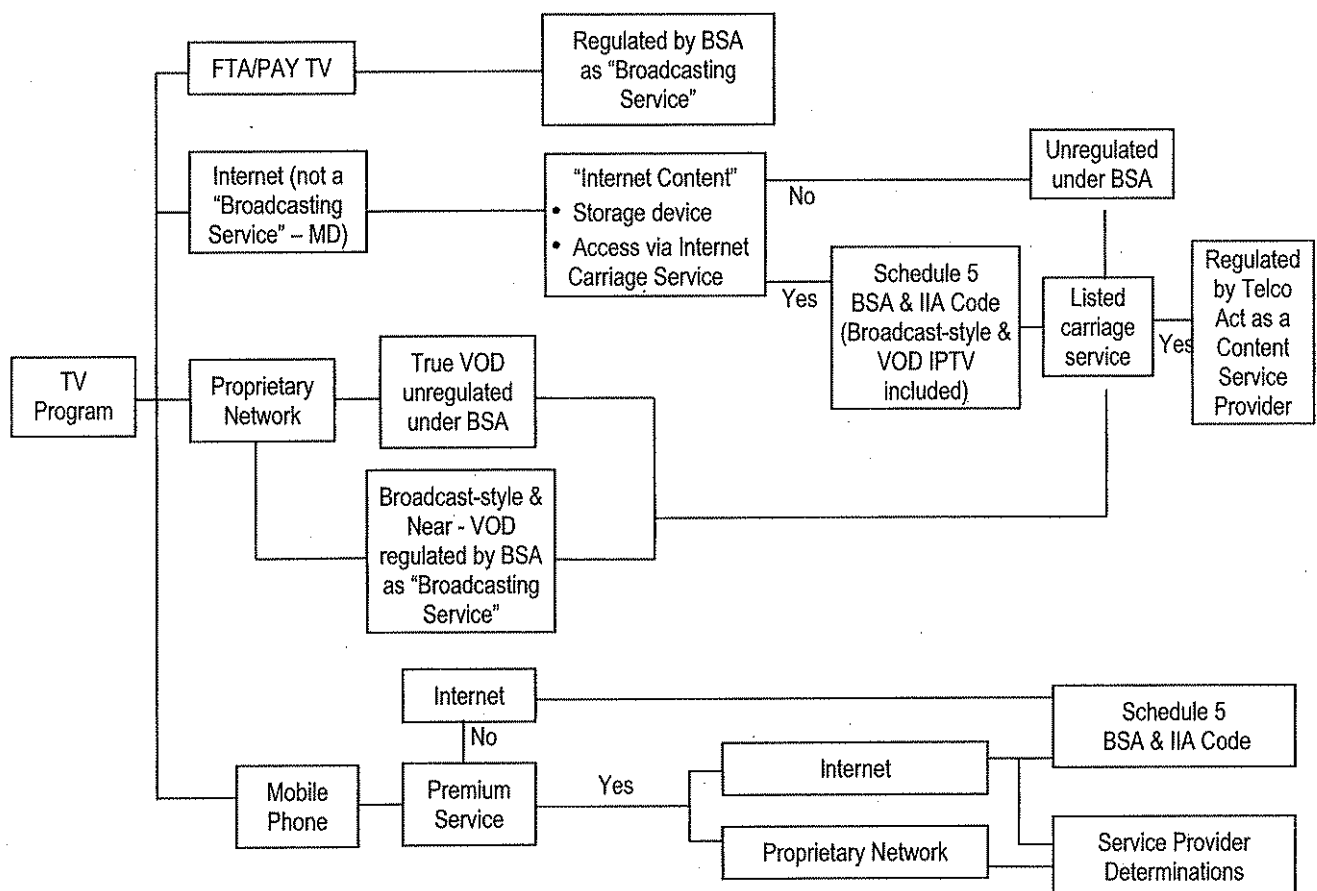 FTA/PAY TV
Regulated by BSA
as "Broadcasting
Service"
Internet (not a
"Broadcasting
Service" – MD)
"Internet Content"
• Storage device
• Access via Internet
Carriage Service
No
Yes
Unregulated
under BSA
Schedule 5
BSA & IIA Code
(Broadcast-style &
VOD IPTV
included)
Listed
carriage
service
Yes
Regulated
by Telco
Act as a
Content
Service
Provider
TV
Program
Proprietary
Network
True VOD
unregulated
under BSA
Broadcast-style &
Near - VOD
regulated by BSA
as "Broadcasting
Service"
Internet
No
Mobile
Phone
Premium
Service
Yes
Internet
Proprietary Network
Schedule 5
BSA & IIA Code
Service Provider
Determinations